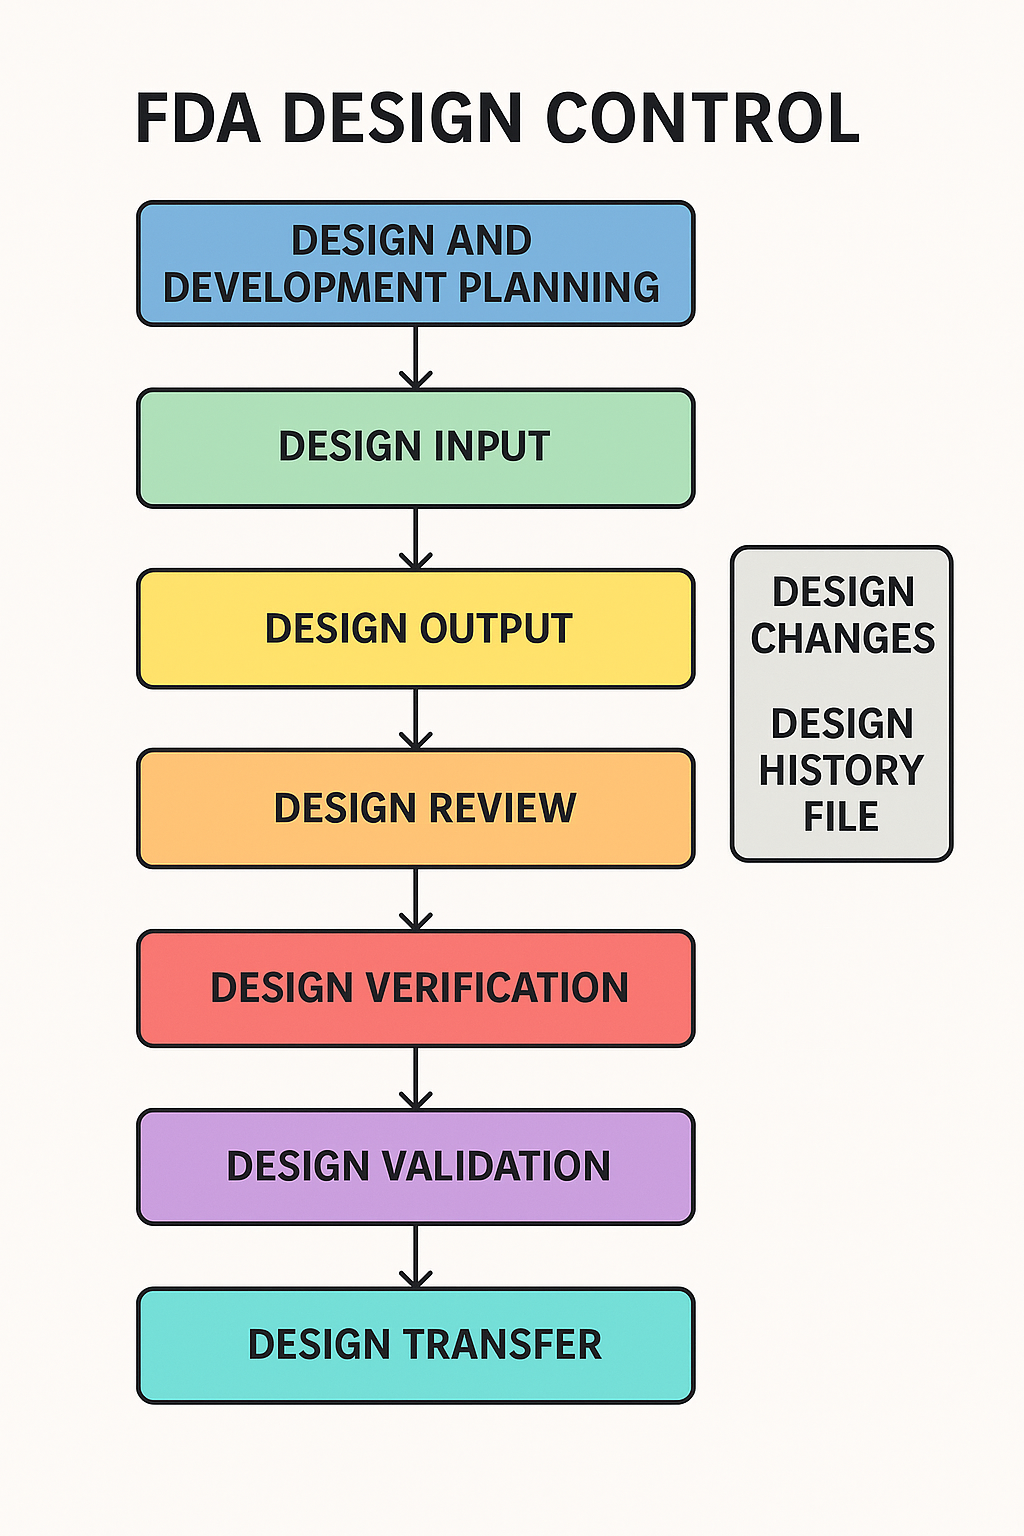 FDA DESIGN CONTROL
DESIGN AND
DEVELOPMENT PLANNING
DESIGN INPUT
DESIGN OUTPUT
DESIGN REVIEW
DESIGN VERIFICATION
DESIGN VALIDATION
DESIGN TRANSFER
DESIGN
CHANGES
DESIGN
HISTORY
FILE